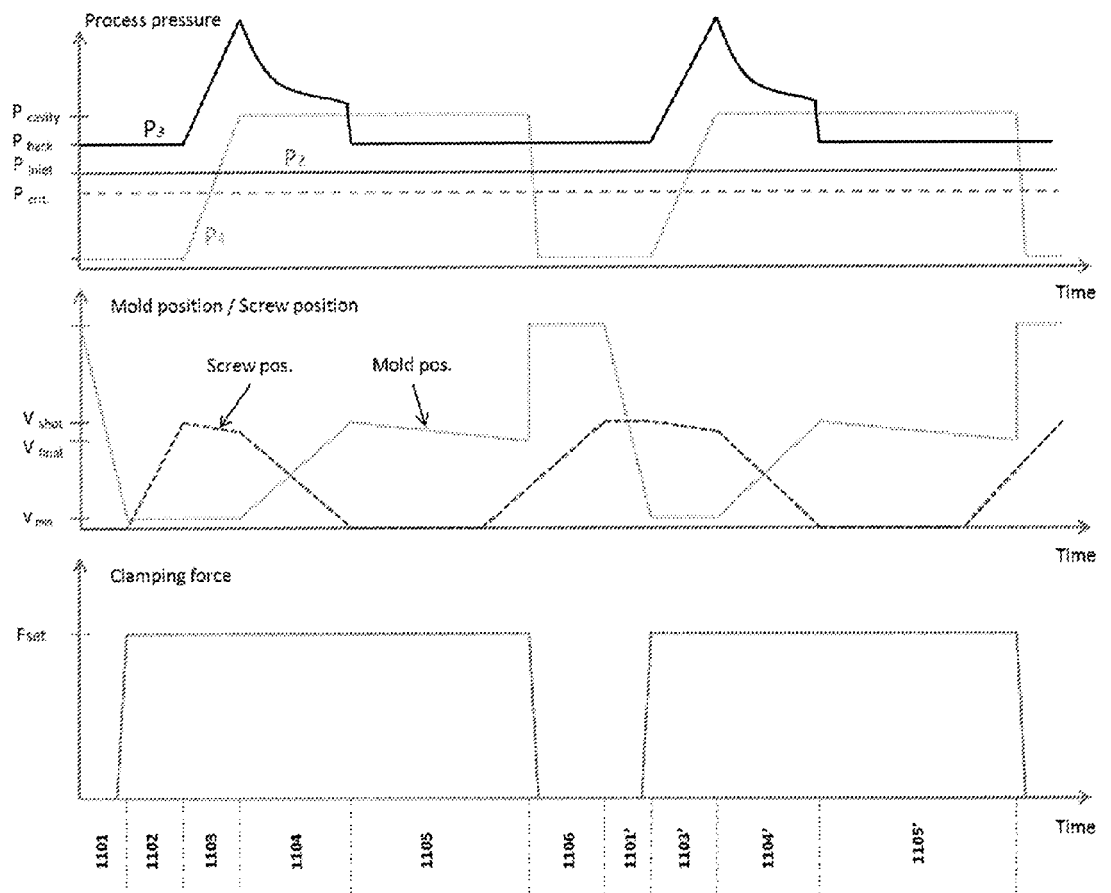 Process pressure
P cavity
P back
P inlet
P crit.
P3
P2
P4
Time
Mold position / Screw position
Screw pos.
Mold pos.
V shot
V final
V min
Time
Clamping force
Fset
Time
1101
1102
1103
1104
1105
1106
1101'
1103'
1104'
1105'